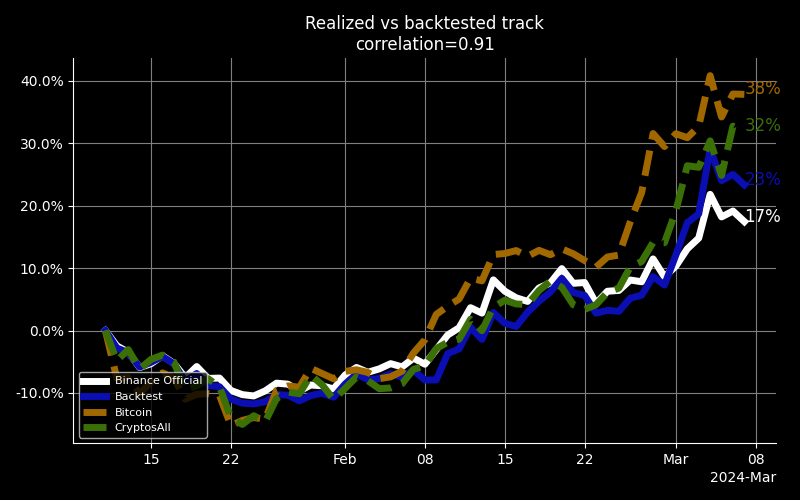 Realized vs backtested track
correlation=0.91
40.0%
30.0%
20.0%
10.0%
0.0%
-10.0%
38%
32%
23%
17%
Binance Official
Backtest
Bitcoin
CryptosAll
15
22
Feb
08
15
22
Mar
08
2024-Mar